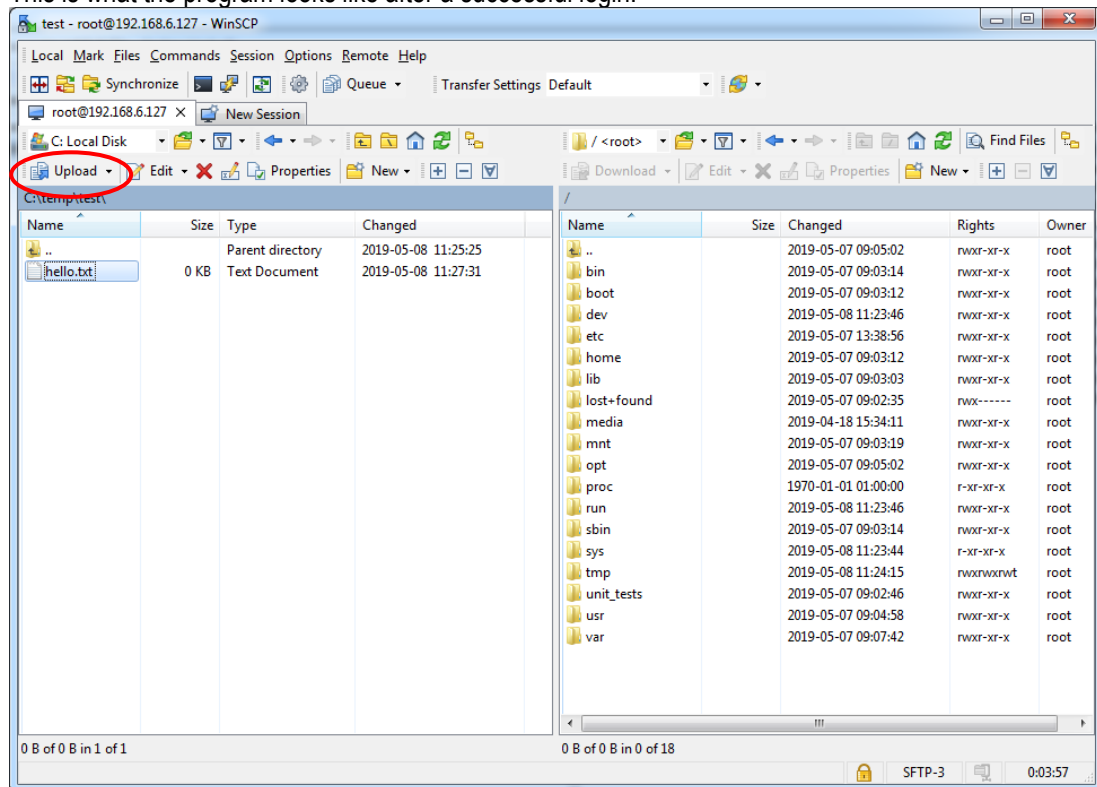 This is what the program looks like after a successful login.
test - root@192.168.6.127 - WinSCP
Local Mark Files Commands Session Options Remote Help
Synchronize Queue Transfer Settings Default
root@192.168.6.127 New Session
C: Local Disk / <root> Find Files
Upload Edit Properties New Download Edit Properties New
C:\temp\test\ /
Name Size Type Changed Name Size Changed Rights Owner
.. Parent directory 2019-05-08 11:25:25 .. 2019-05-07 09:05:02 rwxr-xr-x root
hello.txt 0 KB Text Document 2019-05-08 11:27:31 bin 2019-05-07 09:03:14 rwxr-xr-x root
boot 2019-05-07 09:03:12 rwxr-xr-x root
dev 2019-05-08 11:23:46 rwxr-xr-x root
etc 2019-05-07 13:38:56 rwxr-xr-x root
home 2019-05-07 09:03:12 rwxr-xr-x root
lib 2019-05-07 09:03:03 rwxr-xr-x root
lost+found 2019-05-07 09:02:35 rwx------ root
media 2019-04-18 15:34:11 rwxr-xr-x root
mnt 2019-05-07 09:03:19 rwxr-xr-x root
opt 2019-05-07 09:05:02 rwxr-xr-x root
proc 1970-01-01 01:00:00 r-xr-xr-x root
run 2019-05-08 11:23:46 rwxr-xr-x root
sbin 2019-05-07 09:03:14 rwxr-xr-x root
sys 2019-05-08 11:23:44 r-xr-xr-x root
tmp 2019-05-08 11:24:15 rwxrwxrwt root
unit_tests 2019-05-07 09:02:46 rwxr-xr-x root
usr 2019-05-07 09:04:58 rwxr-xr-x root
var 2019-05-07 09:07:42 rwxr-xr-x root
0 B of 0 B in 1 of 1 0 B of 0 B in 0 of 18
SFTP-3 0:03:57